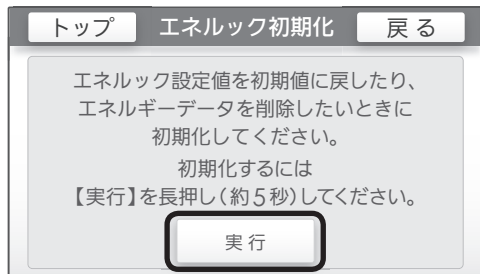 トップ エネルック初期化 戻る
エネルック設定値を初期値に戻したり、
エネルギーデータを削除したいときに
初期化してください。
初期化するには
【実行】を長押し(約5秒)してください。
実行